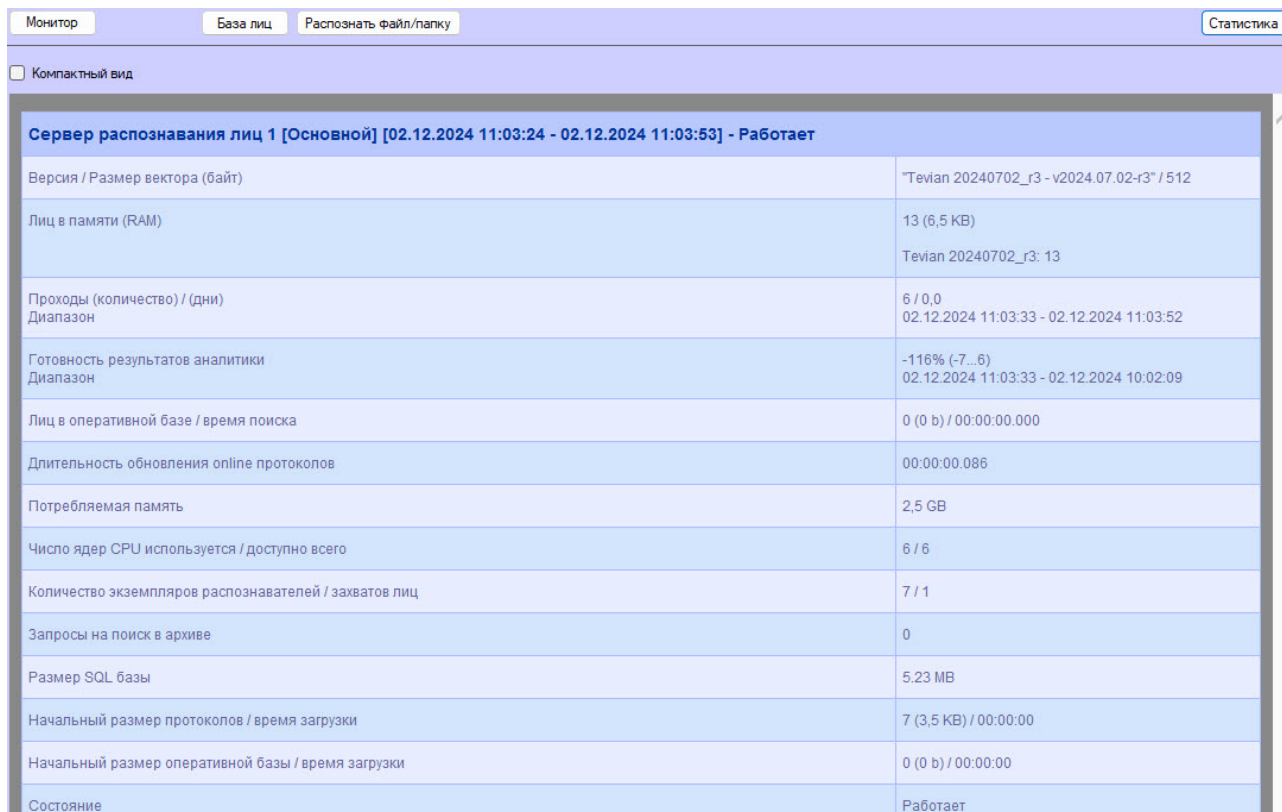 Монитор База лиц Распознать файл/папку Статистика
Компактный вид
Сервер распознавания лиц 1 [Основной] [02.12.2024 11:03:24 - 02.12.2024 11:03:53] - Работает
Версия / Размер вектора (байт) "Tevian 20240702_r3 - v2024.07.02-r3" / 512
Лиц в памяти (RAM) 13 (6,5 KB)
Tevian 20240702_r3: 13
Проходы (количество) / (дни) 6 / 0,0
Диапазон 02.12.2024 11:03:33 - 02.12.2024 11:03:52
Готовность результатов аналитики -116% (-7...6)
Диапазон 02.12.2024 11:03:33 - 02.12.2024 10:02:09
Лиц в оперативной базе / время поиска 0 (0 b) / 00:00:00.000
Длительность обновления online протоколов 00:00:00.086
Потребляемая память 2,5 GB
Число ядер CPU используется / доступно всего 6 / 6
Количество экземпляров распознавателей / захватов лиц 7 / 1
Запросы на поиск в архиве 0
Размер SQL базы 5.23 MB
Начальный размер протоколов / время загрузки 7 (3,5 KB) / 00:00:00
Начальный размер оперативной базы / время загрузки 0 (0 b) / 00:00:00
Состояние Работает